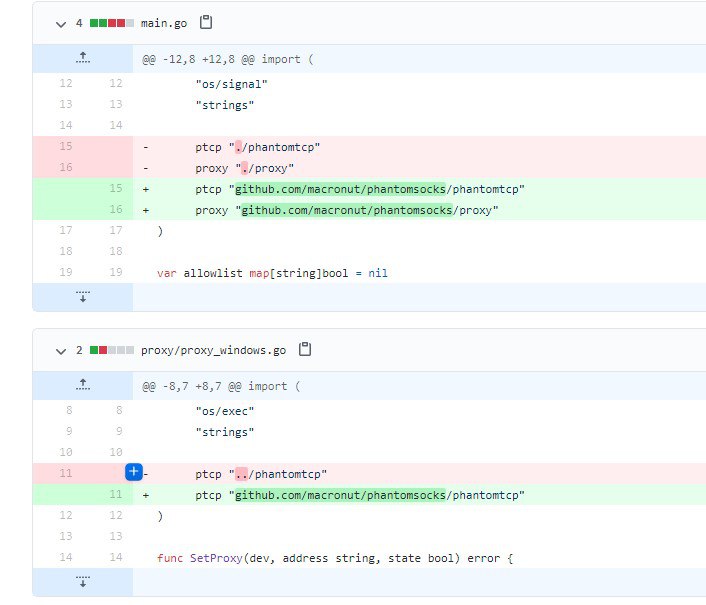 4 main.go
@@ -12,8 +12,8 @@ import (
12 12 "os/signal"
13 13 "strings"
14 14
15 - ptcp "./phantomtcp"
16 - proxy "./proxy"
15 + ptcp "github.com/macronut/phantomsocks/phantomtcp"
16 + proxy "github.com/macronut/phantomsocks/proxy"
17 17 )
18 18
19 19 var allowlist map[string]bool = nil
2 proxy/proxy_windows.go
@@ -8,7 +8,7 @@ import (
8 8 "os/exec"
9 9 "strings"
10 10
11 - ptcp "../phantomtcp"
11 + ptcp "github.com/macronut/phantomsocks/phantomtcp"
12 12 )
13 13
14 14 func SetProxy(dev, address string, state bool) error {